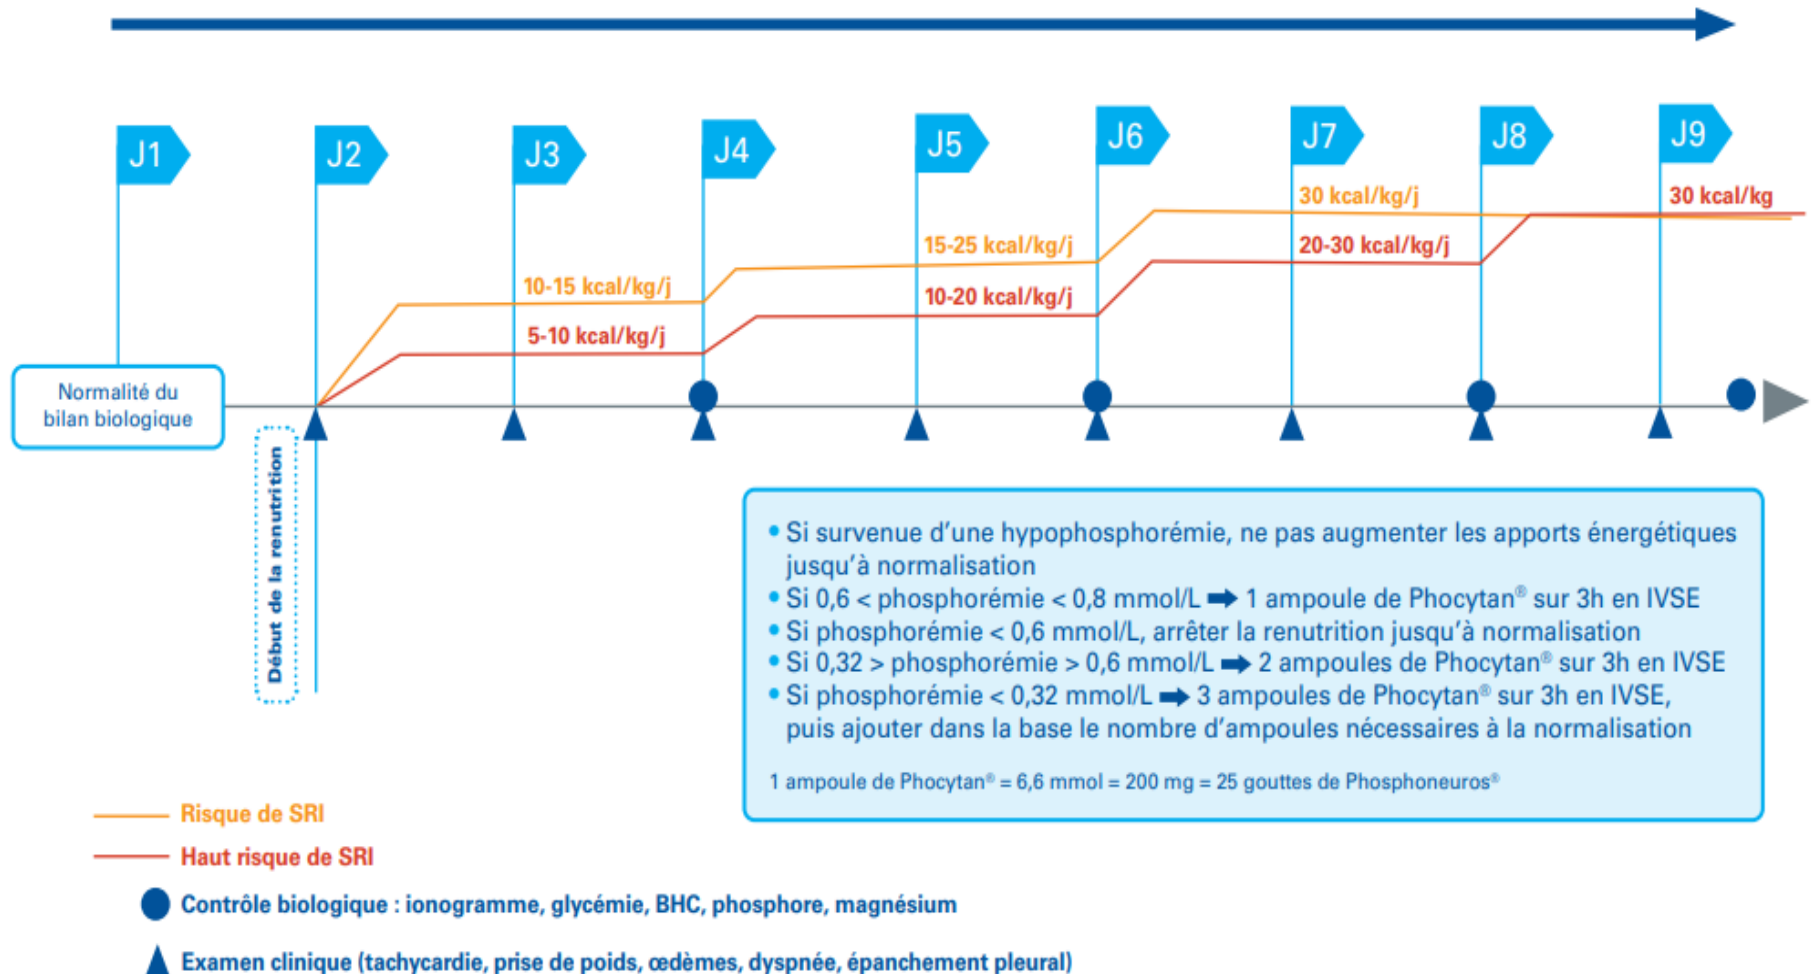 J1
J2
J3
J4
J5
J6
J7
J8
J9
30 kcal/kg/j
30 kcal/kg
15-25 kcal/kg/j
20-30 kcal/kg/j
10-15 kcal/kg/j
10-20 kcal/kg/j
5-10 kcal/kg/j
Normalité du
bilan biologique
Début de la renutrition
• Si survenue d’une hypophosphorémie, ne pas augmenter les apports énergétiques
jusqu’à normalisation
• Si 0,6 < phosphorémie < 0,8 mmol/L ➡ 1 ampoule de Phocytan® sur 3h en IVSE
• Si phosphorémie < 0,6 mmol/L, arrêter la renutrition jusqu’à normalisation
• Si 0,32 > phosphorémie > 0,6 mmol/L ➡ 2 ampoules de Phocytan® sur 3h en IVSE
• Si phosphorémie < 0,32 mmol/L ➡ 3 ampoules de Phocytan® sur 3h en IVSE,
puis ajouter dans la base le nombre d’ampoules nécessaires à la normalisation
1 ampoule de Phocytan® = 6,6 mmol = 200 mg = 25 gouttes de Phosphoneuros®
Risque de SRI
Haut risque de SRI
Contrôle biologique : ionogramme, glycémie, BHC, phosphore, magnésium
Examen clinique (tachycardie, prise de poids, œdèmes, dyspnée, épanchement pleural)